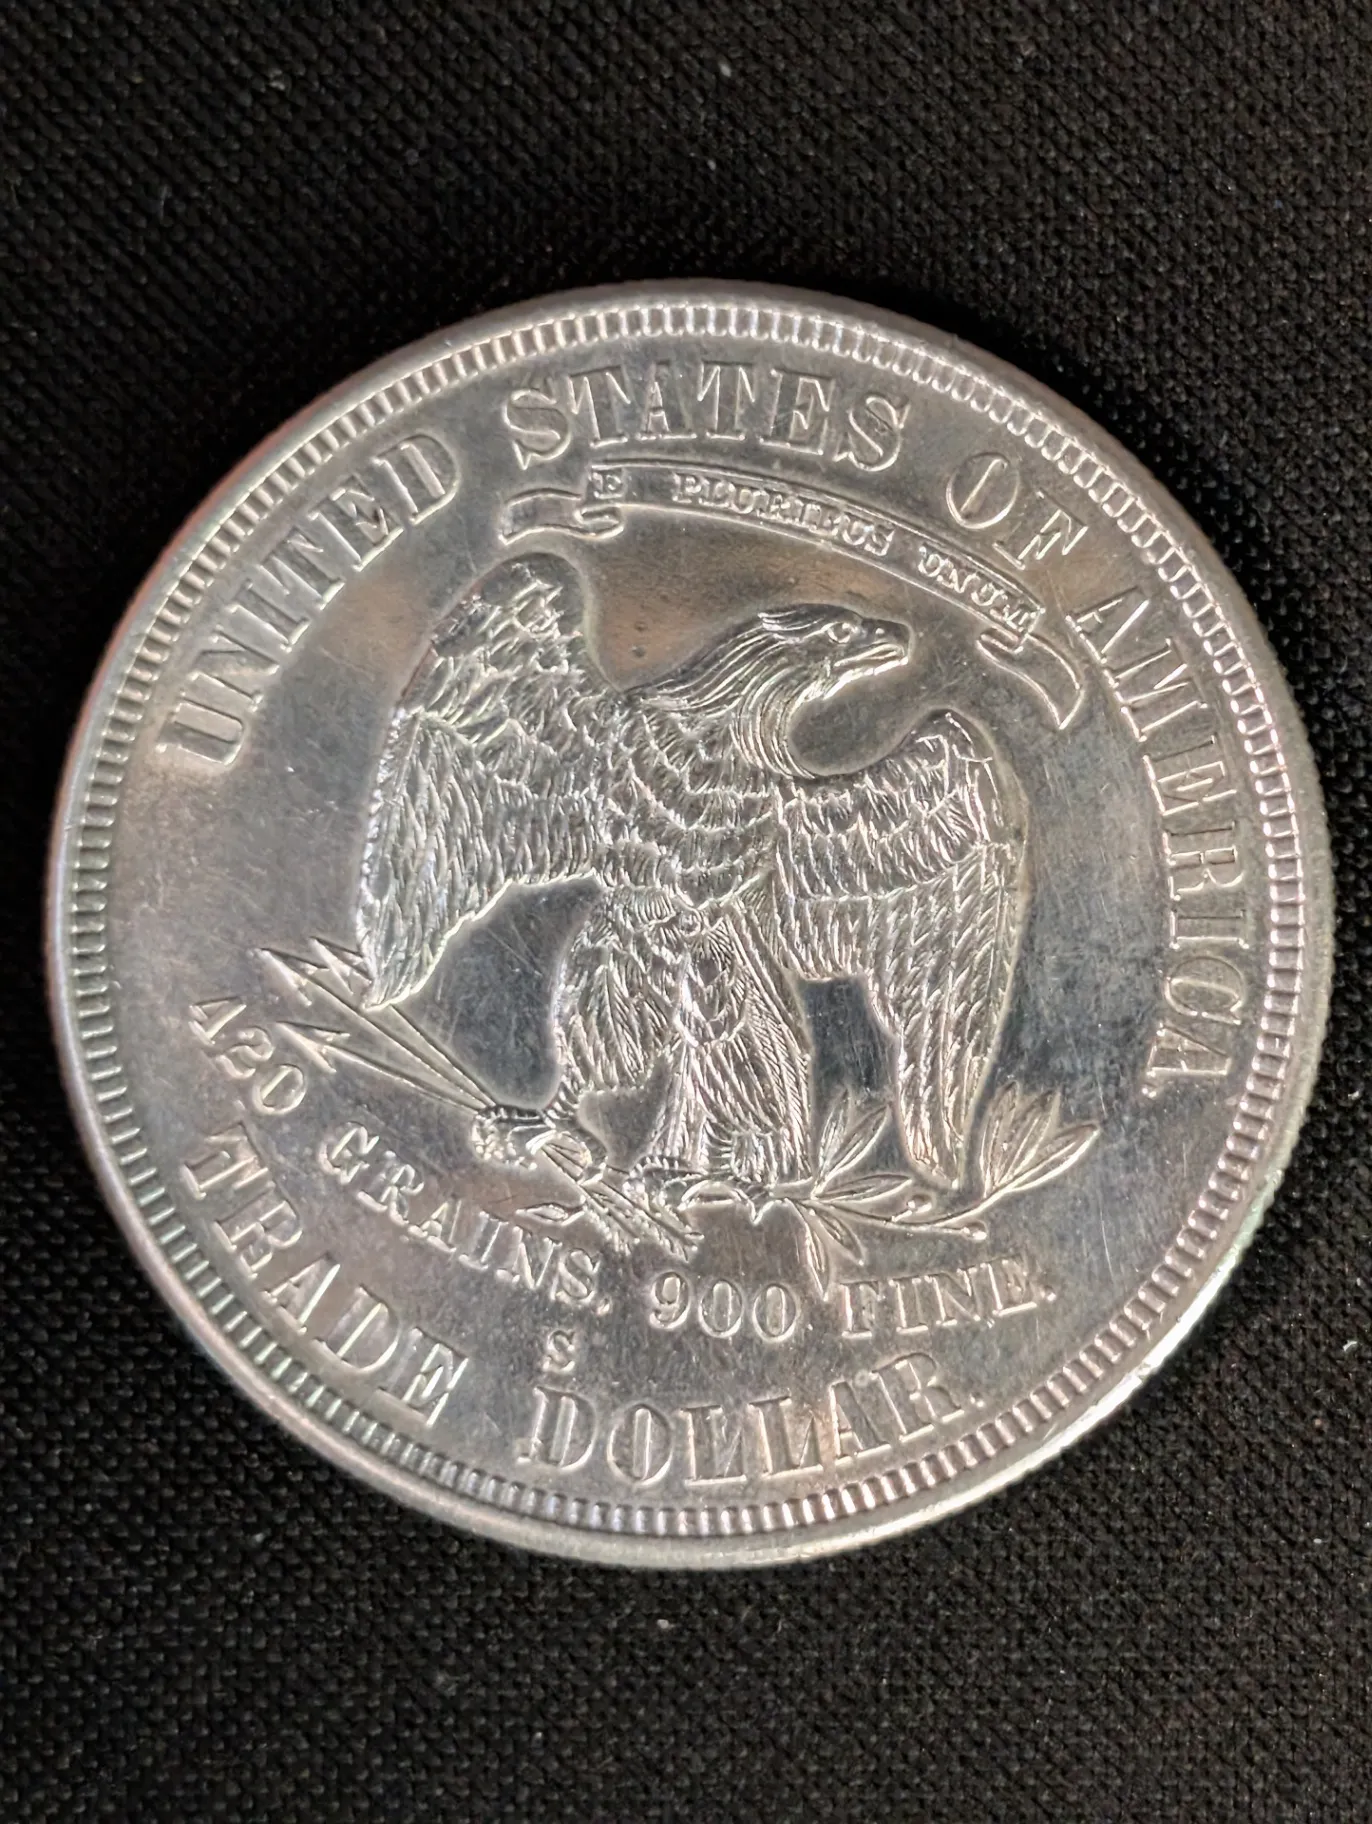 UNITED STATES OF AMERICA.
E PLURIBUS UNUM
420 GRAINS, 900 FINE.
S
TRADE DOLLAR.